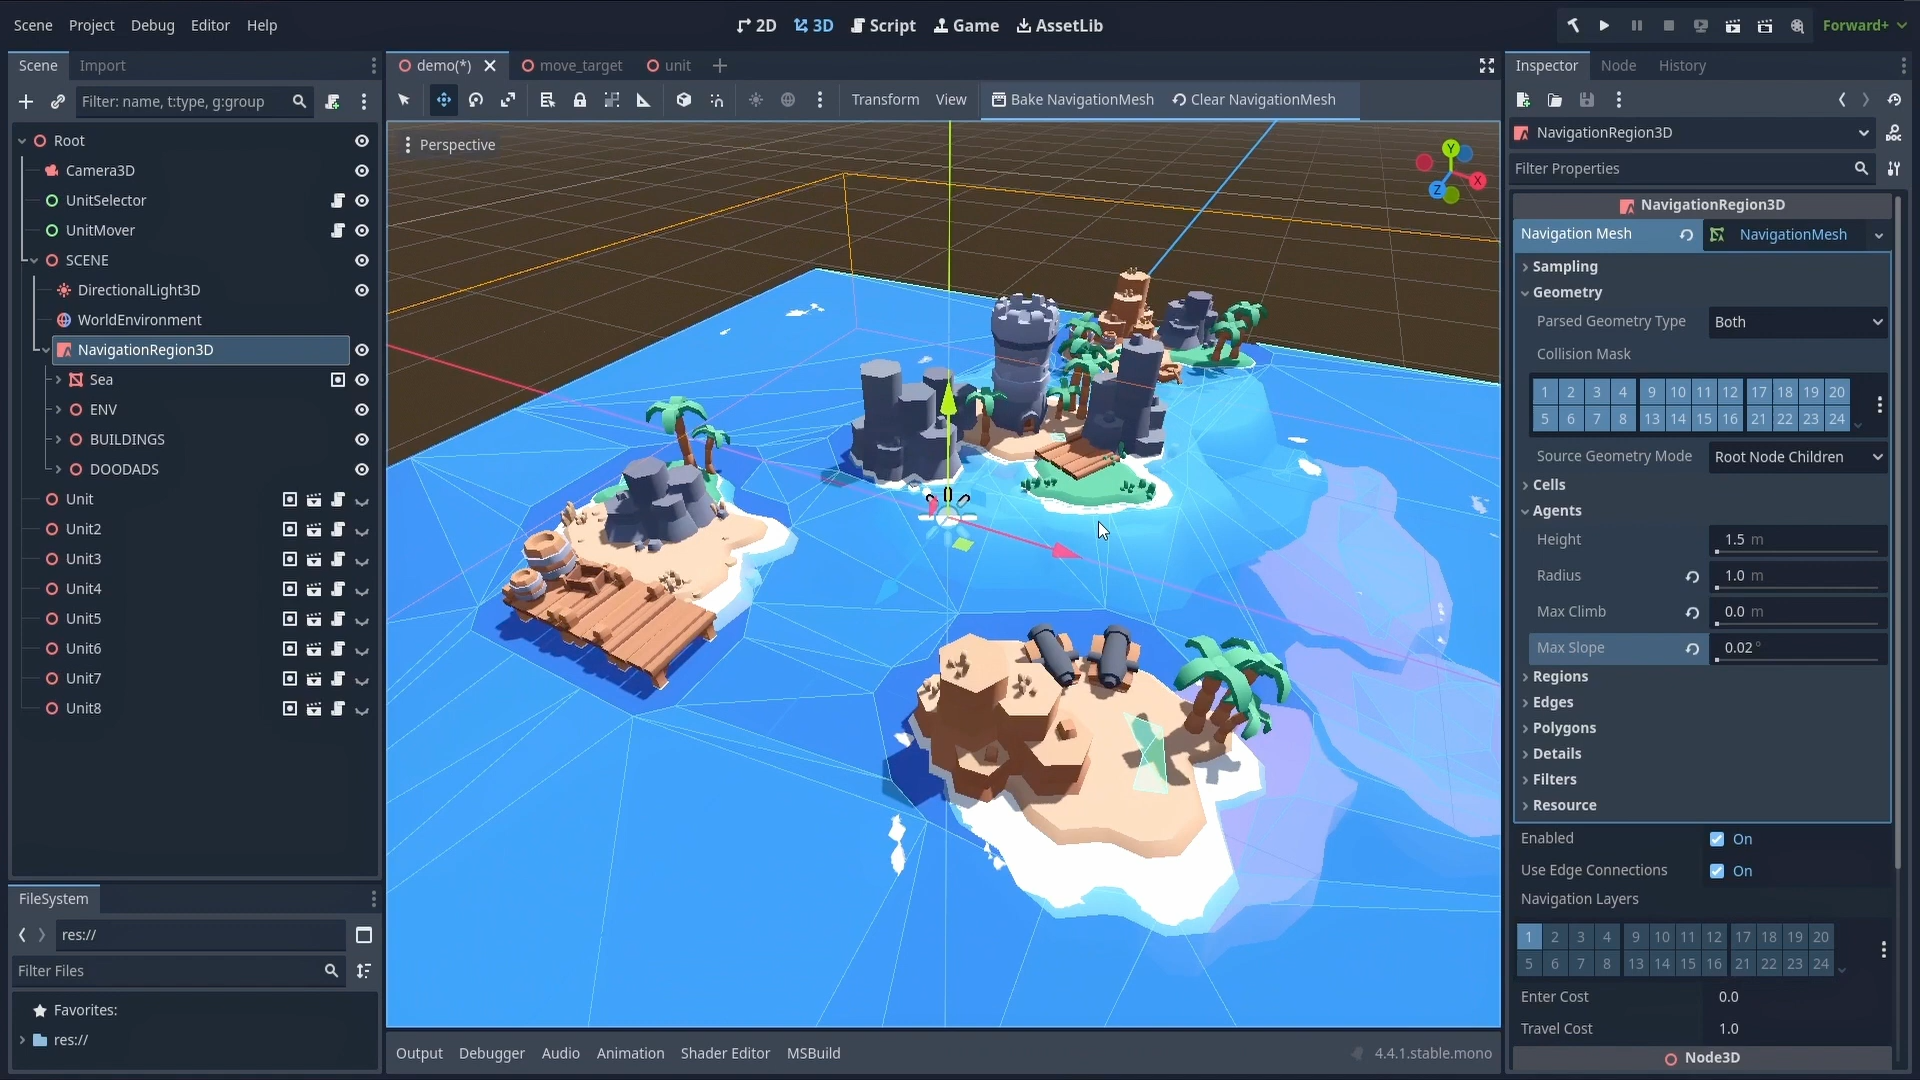 Scene Project Debug Editor Help
2D 3D Script Game AssetLib
Forward+
Scene Import
Filter: name, t:type, g:group
Root
Camera3D
UnitSelector
UnitMover
SCENE
DirectionalLight3D
WorldEnvironment
NavigationRegion3D
Sea
ENV
BUILDINGS
DOODADS
Unit
Unit2
Unit3
Unit4
Unit5
Unit6
Unit7
Unit8
FileSystem
res://
Filter Files
Favorites:
res://
demo(*) move_target unit
Transform View Bake NavigationMesh Clear NavigationMesh
Perspective
Y
X
Z
Output Debugger Audio Animation Shader Editor MSBuild 4.4.1.stable.mono
Inspector Node History
NavigationRegion3D
Filter Properties
NavigationRegion3D
Navigation Mesh NavigationMesh
Sampling
Geometry
Parsed Geometry Type Both
Collision Mask
1 2 3 4 9 10 11 12 17 18 19 20
5 6 7 8 13 14 15 16 21 22 23 24
Source Geometry Mode Root Node Children
Cells
Agents
Height 1.5 m
Radius 1.0 m
Max Climb 0.0 m
Max Slope 0.02 °
Regions
Edges
Polygons
Details
Filters
Resource
Enabled On
Use Edge Connections On
Navigation Layers
1 2 3 4 9 10 11 12 17 18 19 20
5 6 7 8 13 14 15 16 21 22 23 24
Enter Cost 0.0
Travel Cost 1.0
Node3D